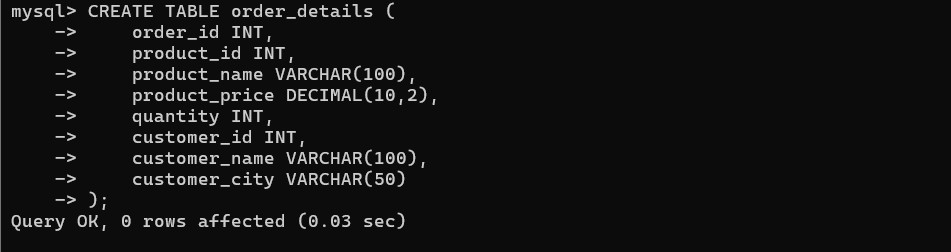 mysql> CREATE TABLE order_details (
    ->     order_id INT,
    ->     product_id INT,
    ->     product_name VARCHAR(100),
    ->     product_price DECIMAL(10,2),
    ->     quantity INT,
    ->     customer_id INT,
    ->     customer_name VARCHAR(100),
    ->     customer_city VARCHAR(50)
    -> );
Query OK, 0 rows affected (0.03 sec)